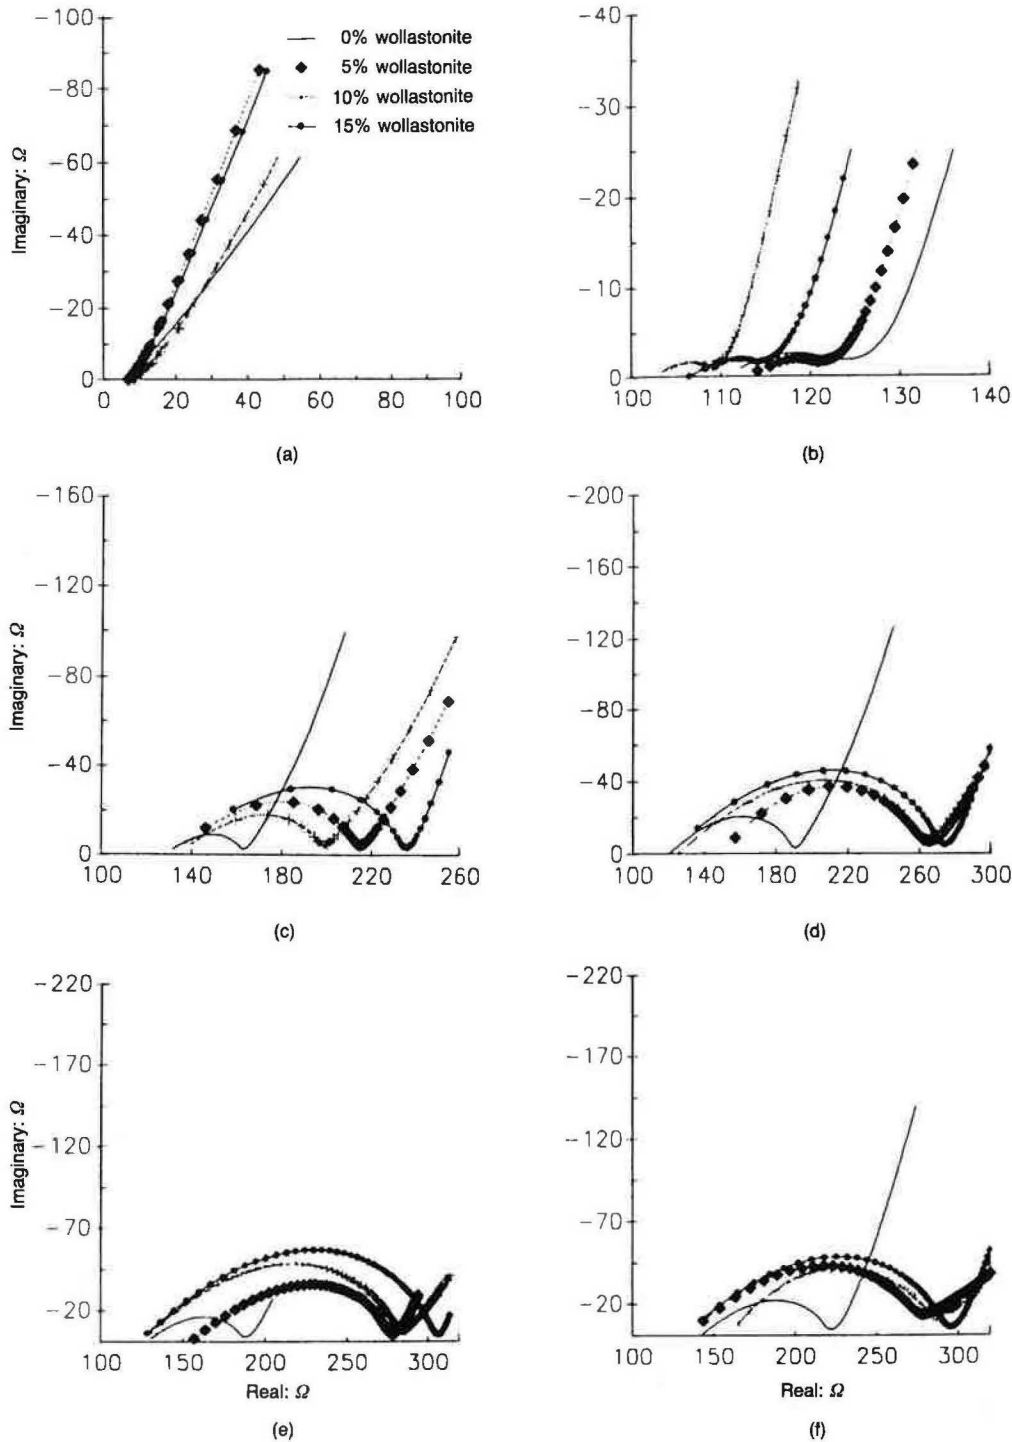 −100
−80
−60
−40
−20
0
0 20 40 60 80 100
Imaginary: Ω
0% wollastonite
5% wollastonite
10% wollastonite
15% wollastonite
(a)
−40
−30
−20
−10
0
100 110 120 130 140
(b)
−160
−120
−80
−40
0
100 140 180 220 260
Imaginary: Ω
(c)
−200
−160
−120
−80
−40
0
100 140 180 220 260 300
(d)
−220
−170
−120
−70
−20
100 150 200 250 300
Imaginary: Ω
Real: Ω
(e)
−220
−170
−120
−70
−20
100 150 200 250 300
Real: Ω
(f)